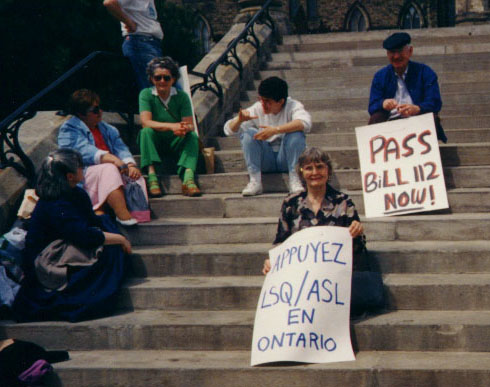 PASS
BiLL 112
NOW!
APPUYEZ
LSQ/ASL
EN
ONTARIO